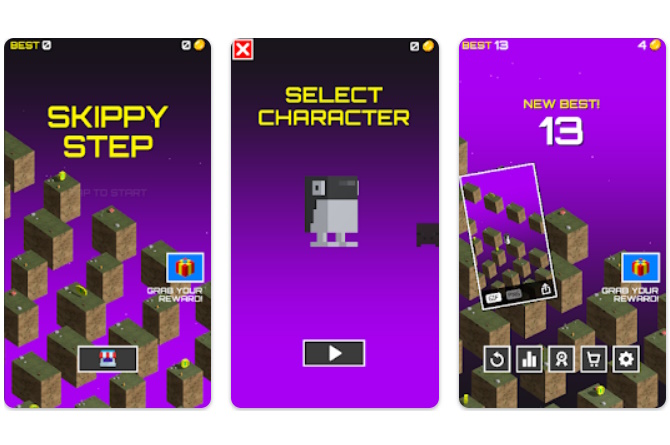 BEST 0
0
SKIPPY
STEP
TAP TO START
GRAB YOUR
REWARD!
0
SELECT
CHARACTER
BEST 13
4
NEW BEST!
13
GIF
GRAB YOUR
REWARD!